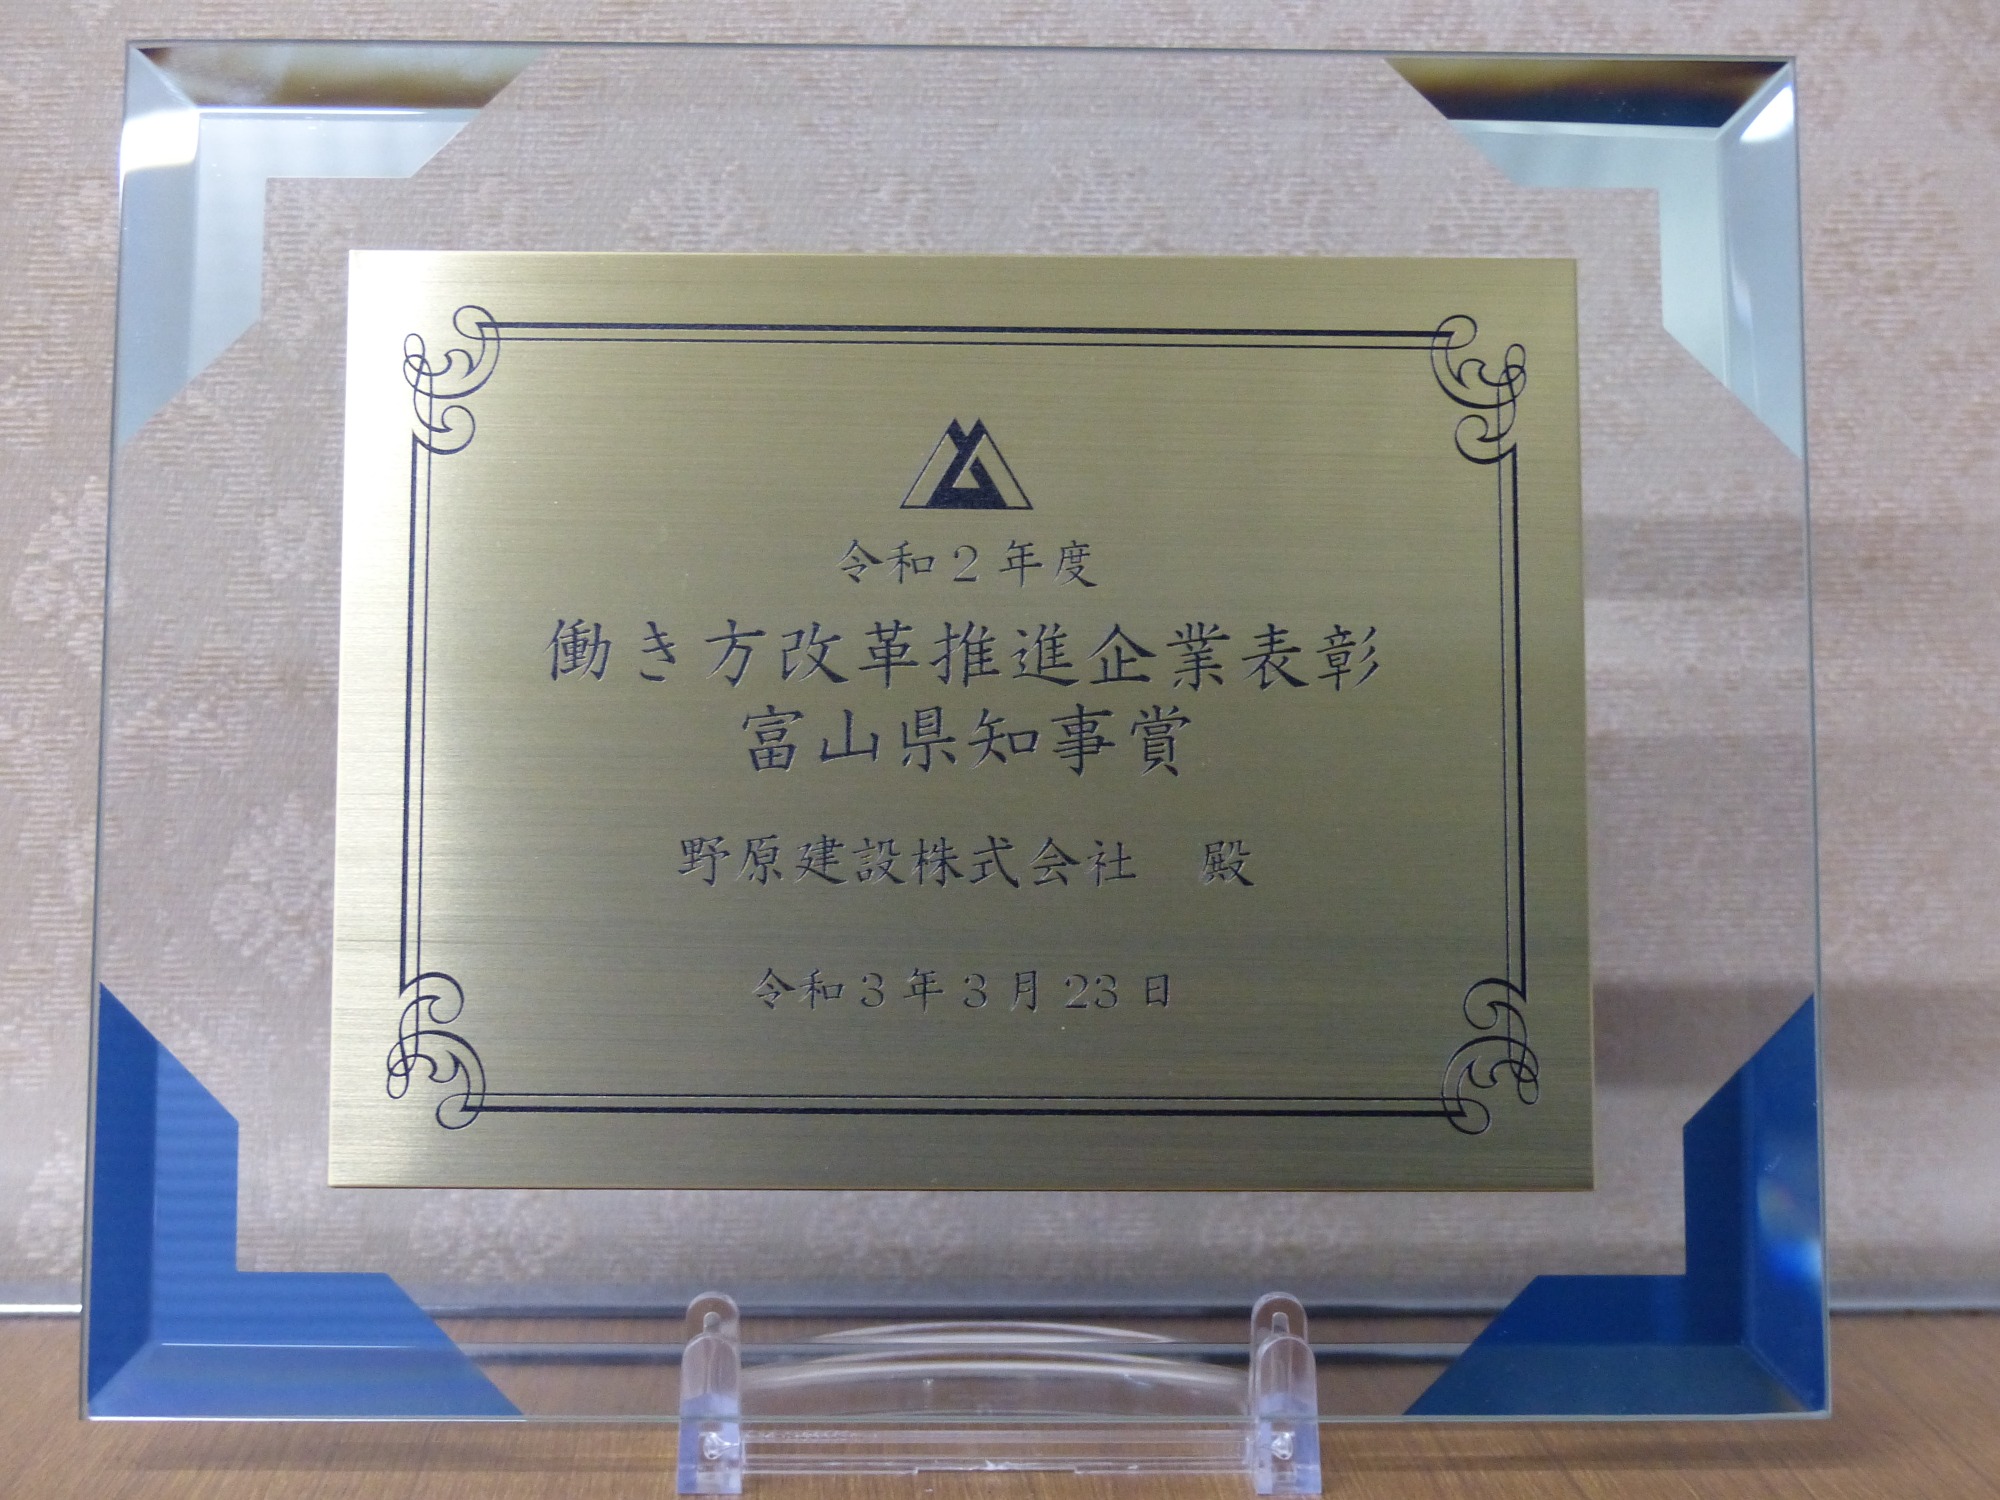 令和2年度
働き方改革推進企業表彰
富山県知事賞
野原建設株式会社　殿
令和3年3月23日